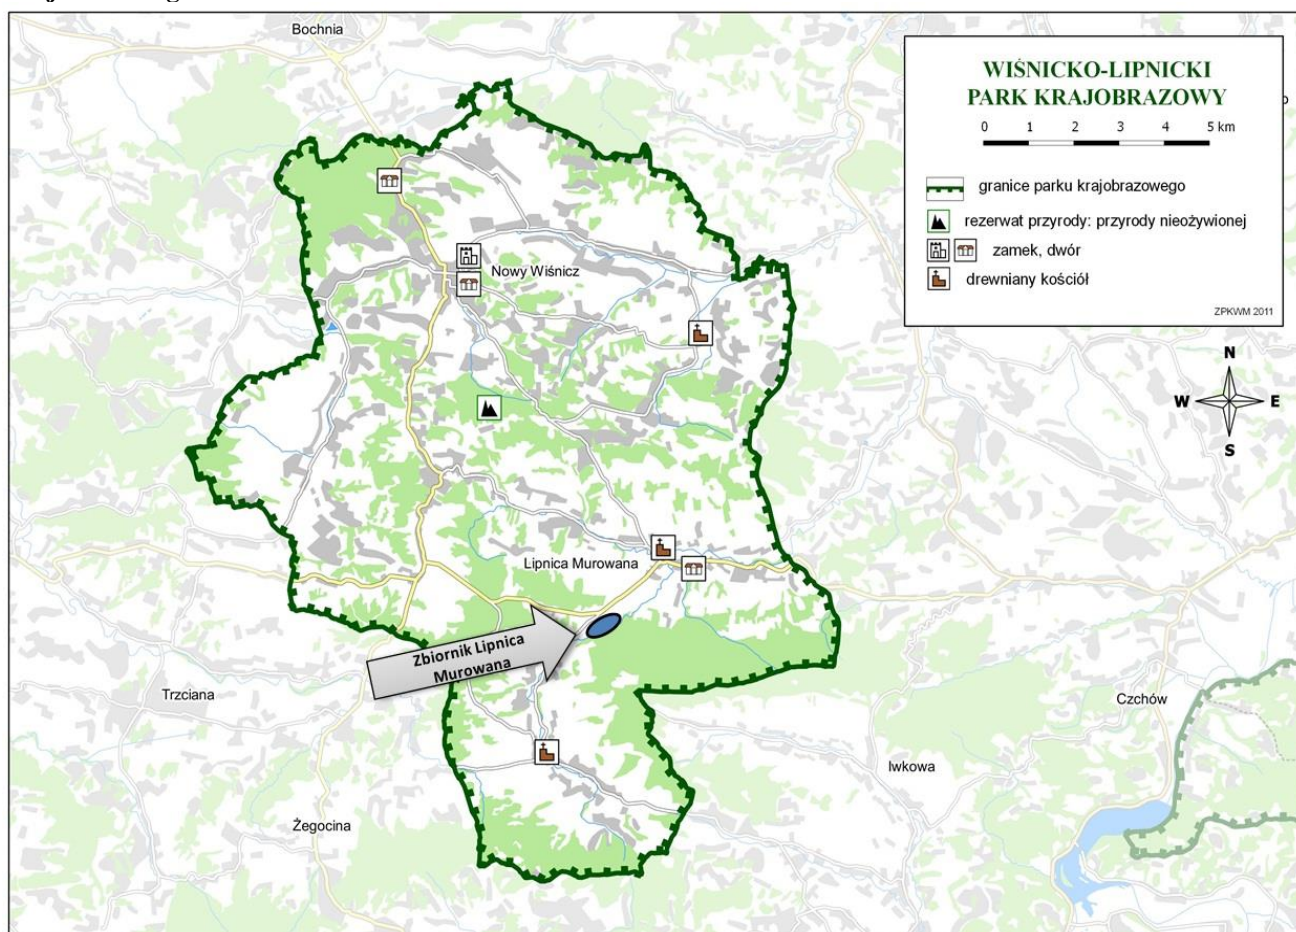 Bochnia
WIŚNICKO-LIPNICKI
PARK KRAJOBRAZOWY
0 1 2 3 4 5 km
granice parku krajobrazowego
rezerwat przyrody: przyrody nieożywionej
zamek, dwór
drewniany kościół
ZPKWM 2011
N
W E
S
Nowy Wiśnicz
Lipnica Murowana
Zbiornik Lipnica
Murowana
Trzciana
Czchów
Iwkowa
Żegocina